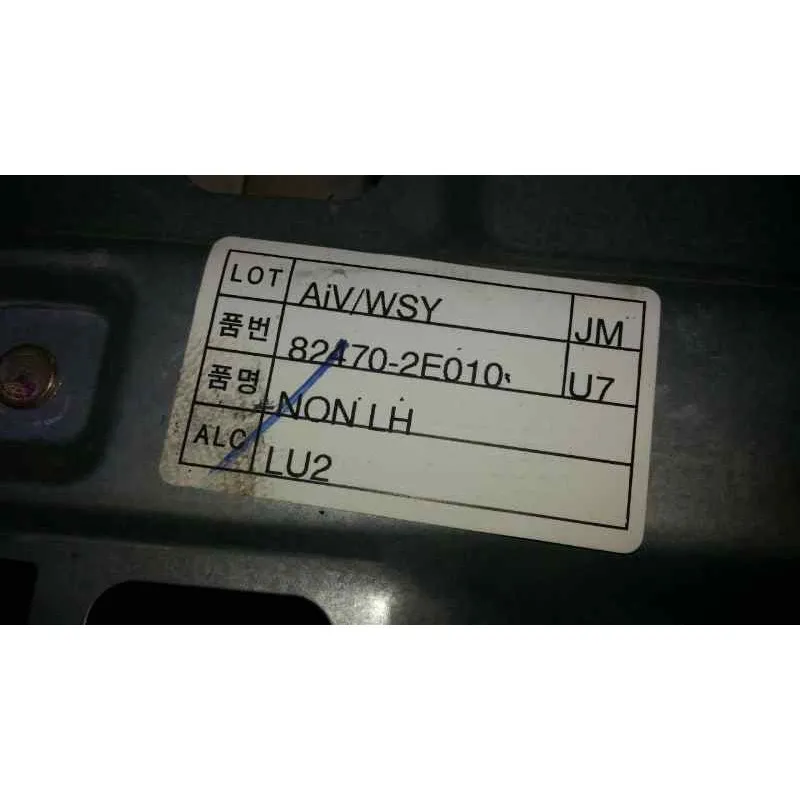 LOT AiV/WSY JM
품번 82470-2E010 U7
품명 NON LH
ALC LU2